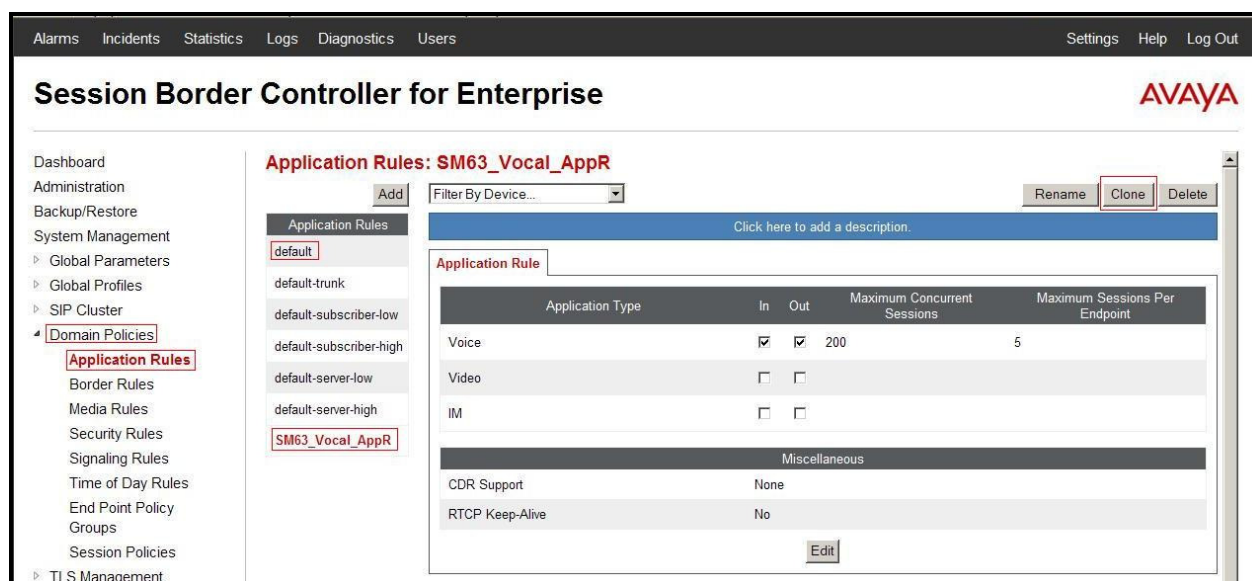 Alarms Incidents Statistics Logs Diagnostics Users Settings Help Log Out
Session Border Controller for Enterprise
AVAYA
Dashboard
Administration
Backup/Restore
System Management
Global Parameters
Global Profiles
SIP Cluster
Domain Policies
Application Rules
Border Rules
Media Rules
Security Rules
Signaling Rules
Time of Day Rules
End Point Policy
Groups
Session Policies
TLS Management
Application Rules: SM63_Vocal_AppR
Add Filter By Device... Rename Clone Delete
Application Rules
default
default-trunk
default-subscriber-low
default-subscriber-high
default-server-low
default-server-high
SM63_Vocal_AppR
Click here to add a description.
Application Rule
Application Type In Out Maximum Concurrent Sessions Maximum Sessions Per Endpoint
Voice 200 5
Video
IM
Miscellaneous
CDR Support None
RTCP Keep-Alive No
Edit